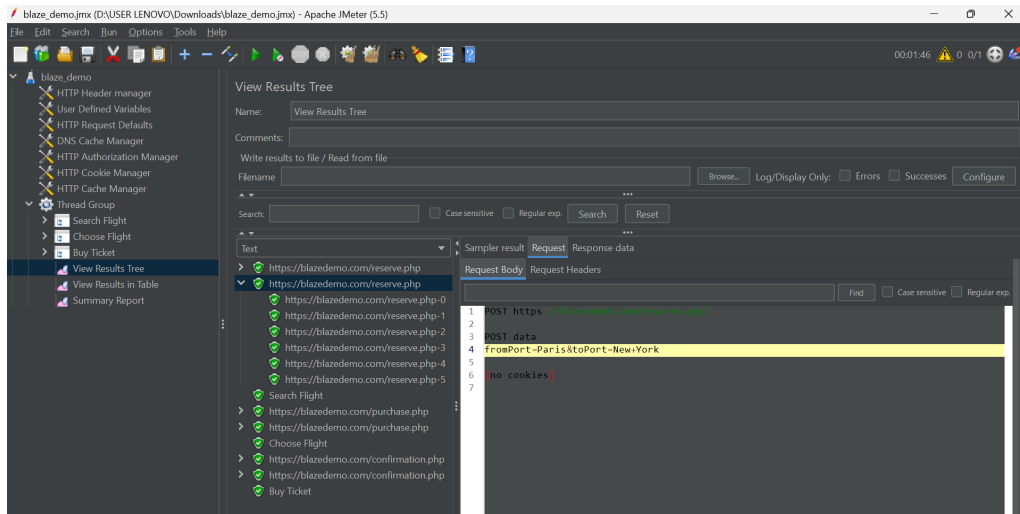 blaze_demo.jmx (D:\USER LENOVO\Downloads\blaze_demo.jmx) - Apache JMeter (5.5)
File Edit Search Run Options Tools Help
00:01:46 0 0/1
blaze_demo
HTTP Header manager
User Defined Variables
HTTP Request Defaults
DNS Cache Manager
HTTP Authorization Manager
HTTP Cookie Manager
HTTP Cache Manager
Thread Group
Search Flight
Choose Flight
Buy Ticket
View Results Tree
View Results in Table
Summary Report
View Results Tree
Name: View Results Tree
Comments:
Write results to file / Read from file
Filename Browse... Log/Display Only: Errors Successes Configure
Search: Case sensitive Regular exp. Search Reset
Text
https://blazedemo.com/reserve.php
https://blazedemo.com/reserve.php
https://blazedemo.com/reserve.php-0
https://blazedemo.com/reserve.php-1
https://blazedemo.com/reserve.php-2
https://blazedemo.com/reserve.php-3
https://blazedemo.com/reserve.php-4
https://blazedemo.com/reserve.php-5
Search Flight
https://blazedemo.com/purchase.php
https://blazedemo.com/purchase.php
Choose Flight
https://blazedemo.com/confirmation.php
https://blazedemo.com/confirmation.php
Buy Ticket
Sampler result Request Response data
Request Body Request Headers
Find Case sensitive Regular exp.
1 POST https
2
3 POST data
4 fromPort=Paris&toPort=New+York
5
6 [no cookies]
7